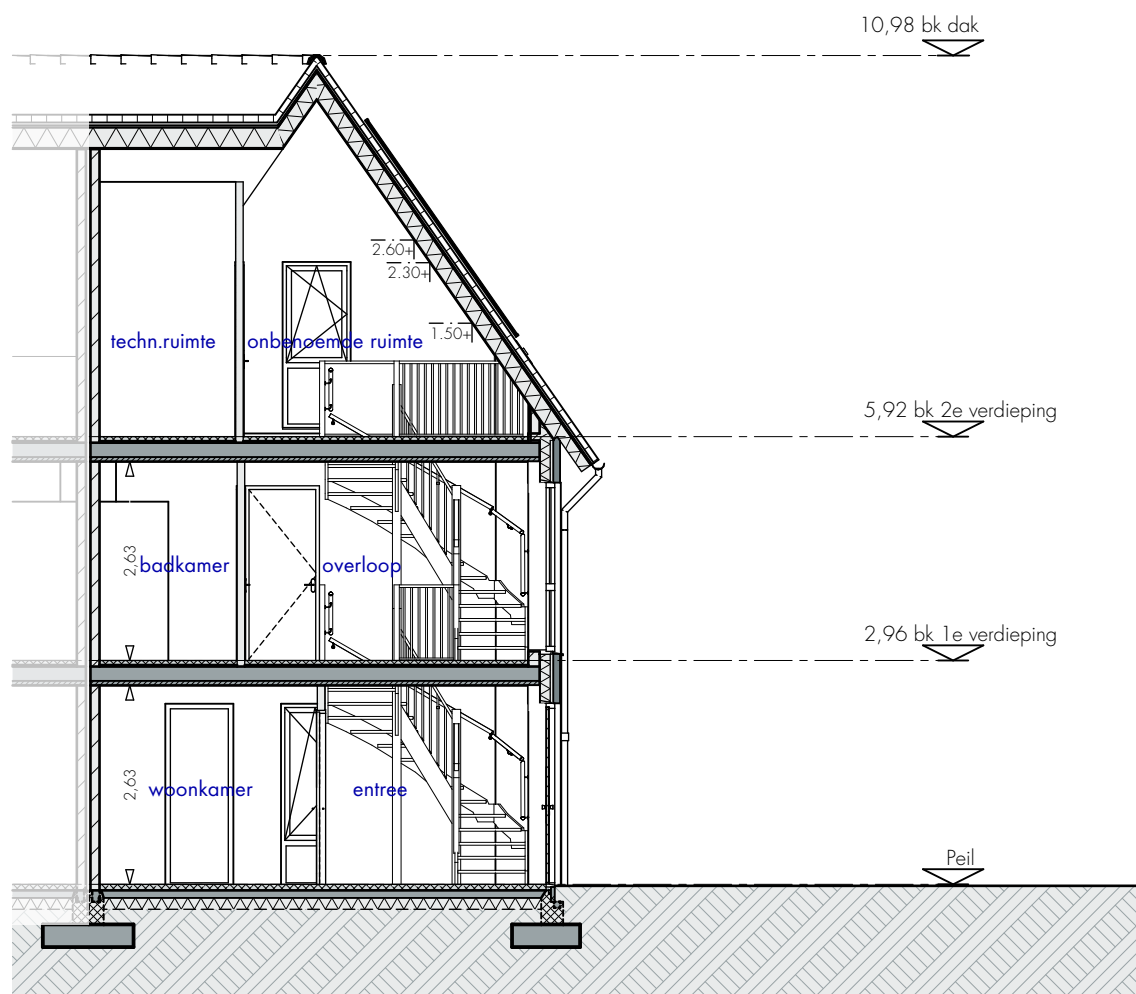 10,98 bk dak
2.60+
2.30+
1.50+
techn.ruimte
onbenoemde ruimte
5,92 bk 2e verdieping
2,63
badkamer
overloop
2,96 bk 1e verdieping
2,63
woonkamer
entree
Peil